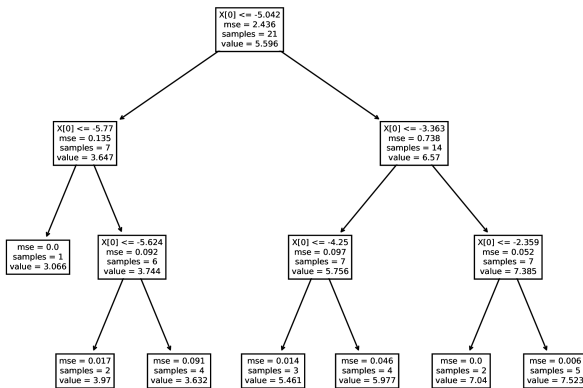 X[0] <= -5.042
mse = 2.436
samples = 21
value = 5.596
X[0] <= -5.77
mse = 0.135
samples = 7
value = 3.647
X[0] <= -3.363
mse = 0.738
samples = 14
value = 6.57
mse = 0.0
samples = 1
value = 3.066
X[0] <= -5.624
mse = 0.092
samples = 6
value = 3.744
X[0] <= -4.25
mse = 0.097
samples = 7
value = 5.756
X[0] <= -2.359
mse = 0.052
samples = 7
value = 7.385
mse = 0.017
samples = 2
value = 3.97
mse = 0.091
samples = 4
value = 3.632
mse = 0.014
samples = 3
value = 5.461
mse = 0.046
samples = 4
value = 5.977
mse = 0.0
samples = 2
value = 7.04
mse = 0.006
samples = 5
value = 7.523